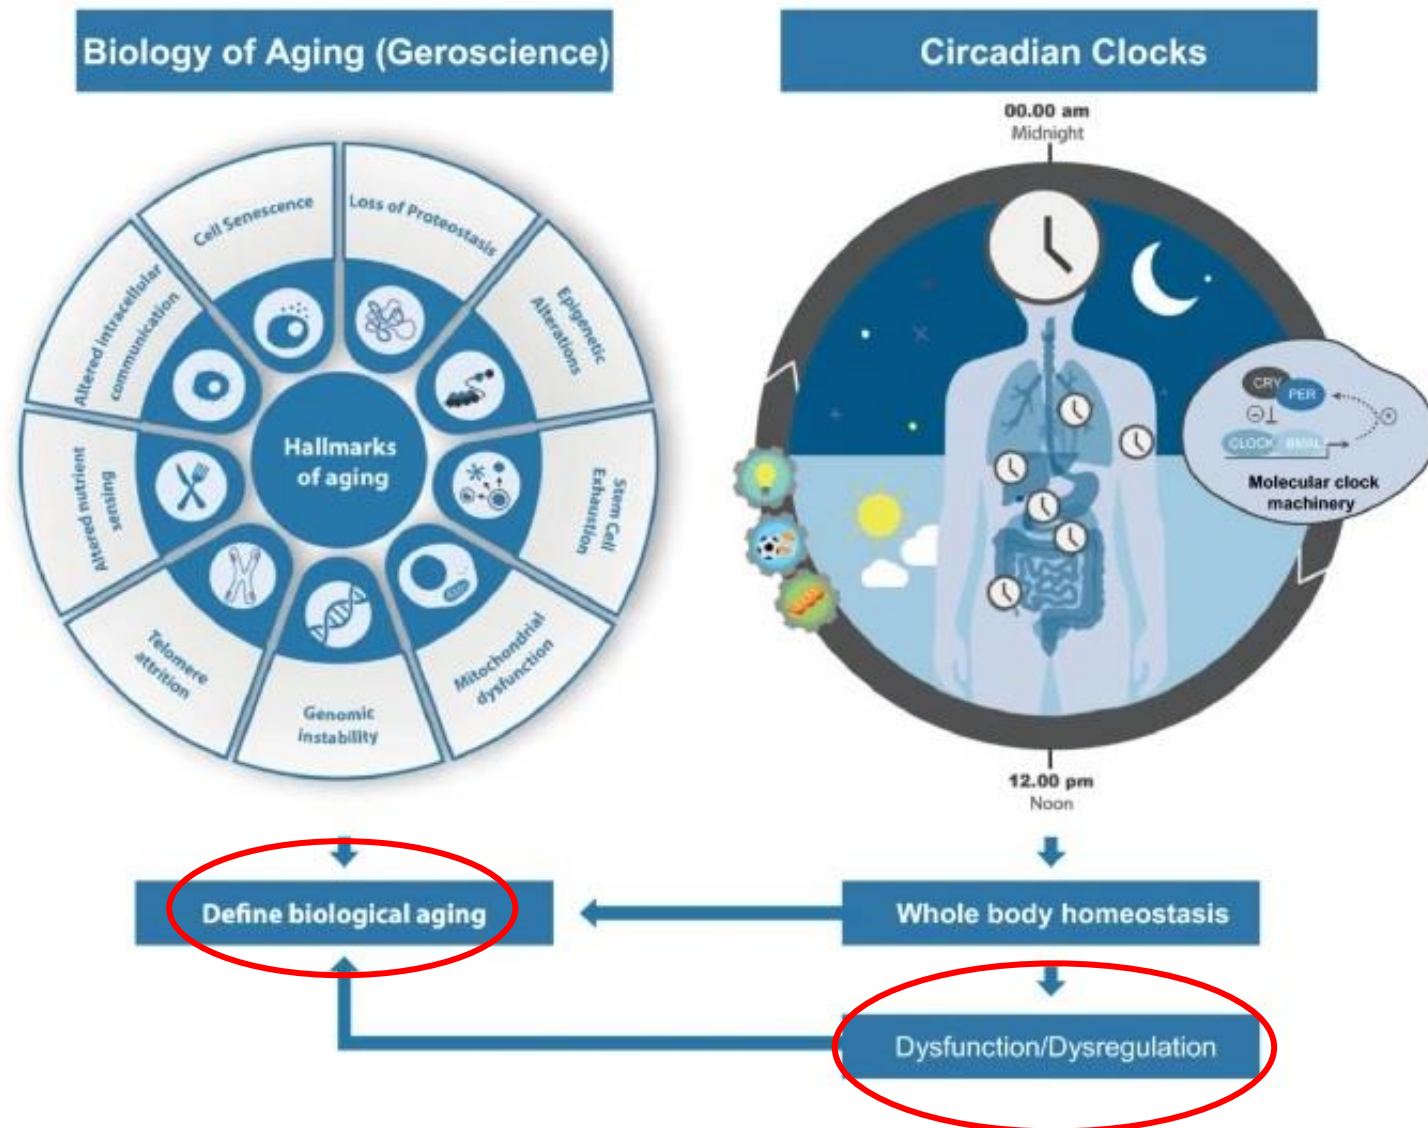 Biology of Aging (Geroscience)
Circadian Clocks
Cell Senescence
Loss of Proteostasis
Epigenetic
Alterations
Stem Cell
Exhaustion
Mitochondrial
dysfunction
Genomic
instability
Telomere
attrition
Altered nutrient
sensing
Altered intracellular
communication
Hallmarks
of aging
00.00 am
Midnight
CRY
PER
CLOCK
BMAL
Molecular clock
machinery
12.00 pm
Noon
Define biological aging
Whole body homeostasis
Dysfunction/Dysregulation